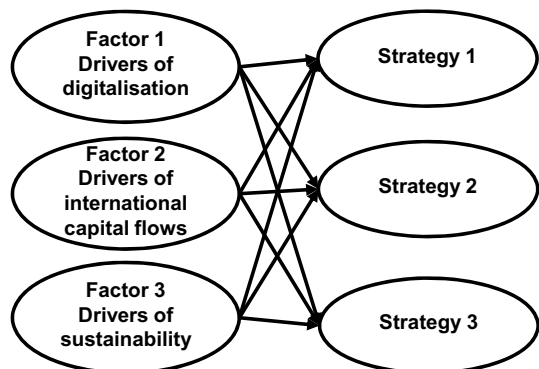 Factor 1
Drivers of
digitalisation
Strategy 1
Factor 2
Drivers of
international
capital flows
Strategy 2
Factor 3
Drivers of
sustainability
Strategy 3